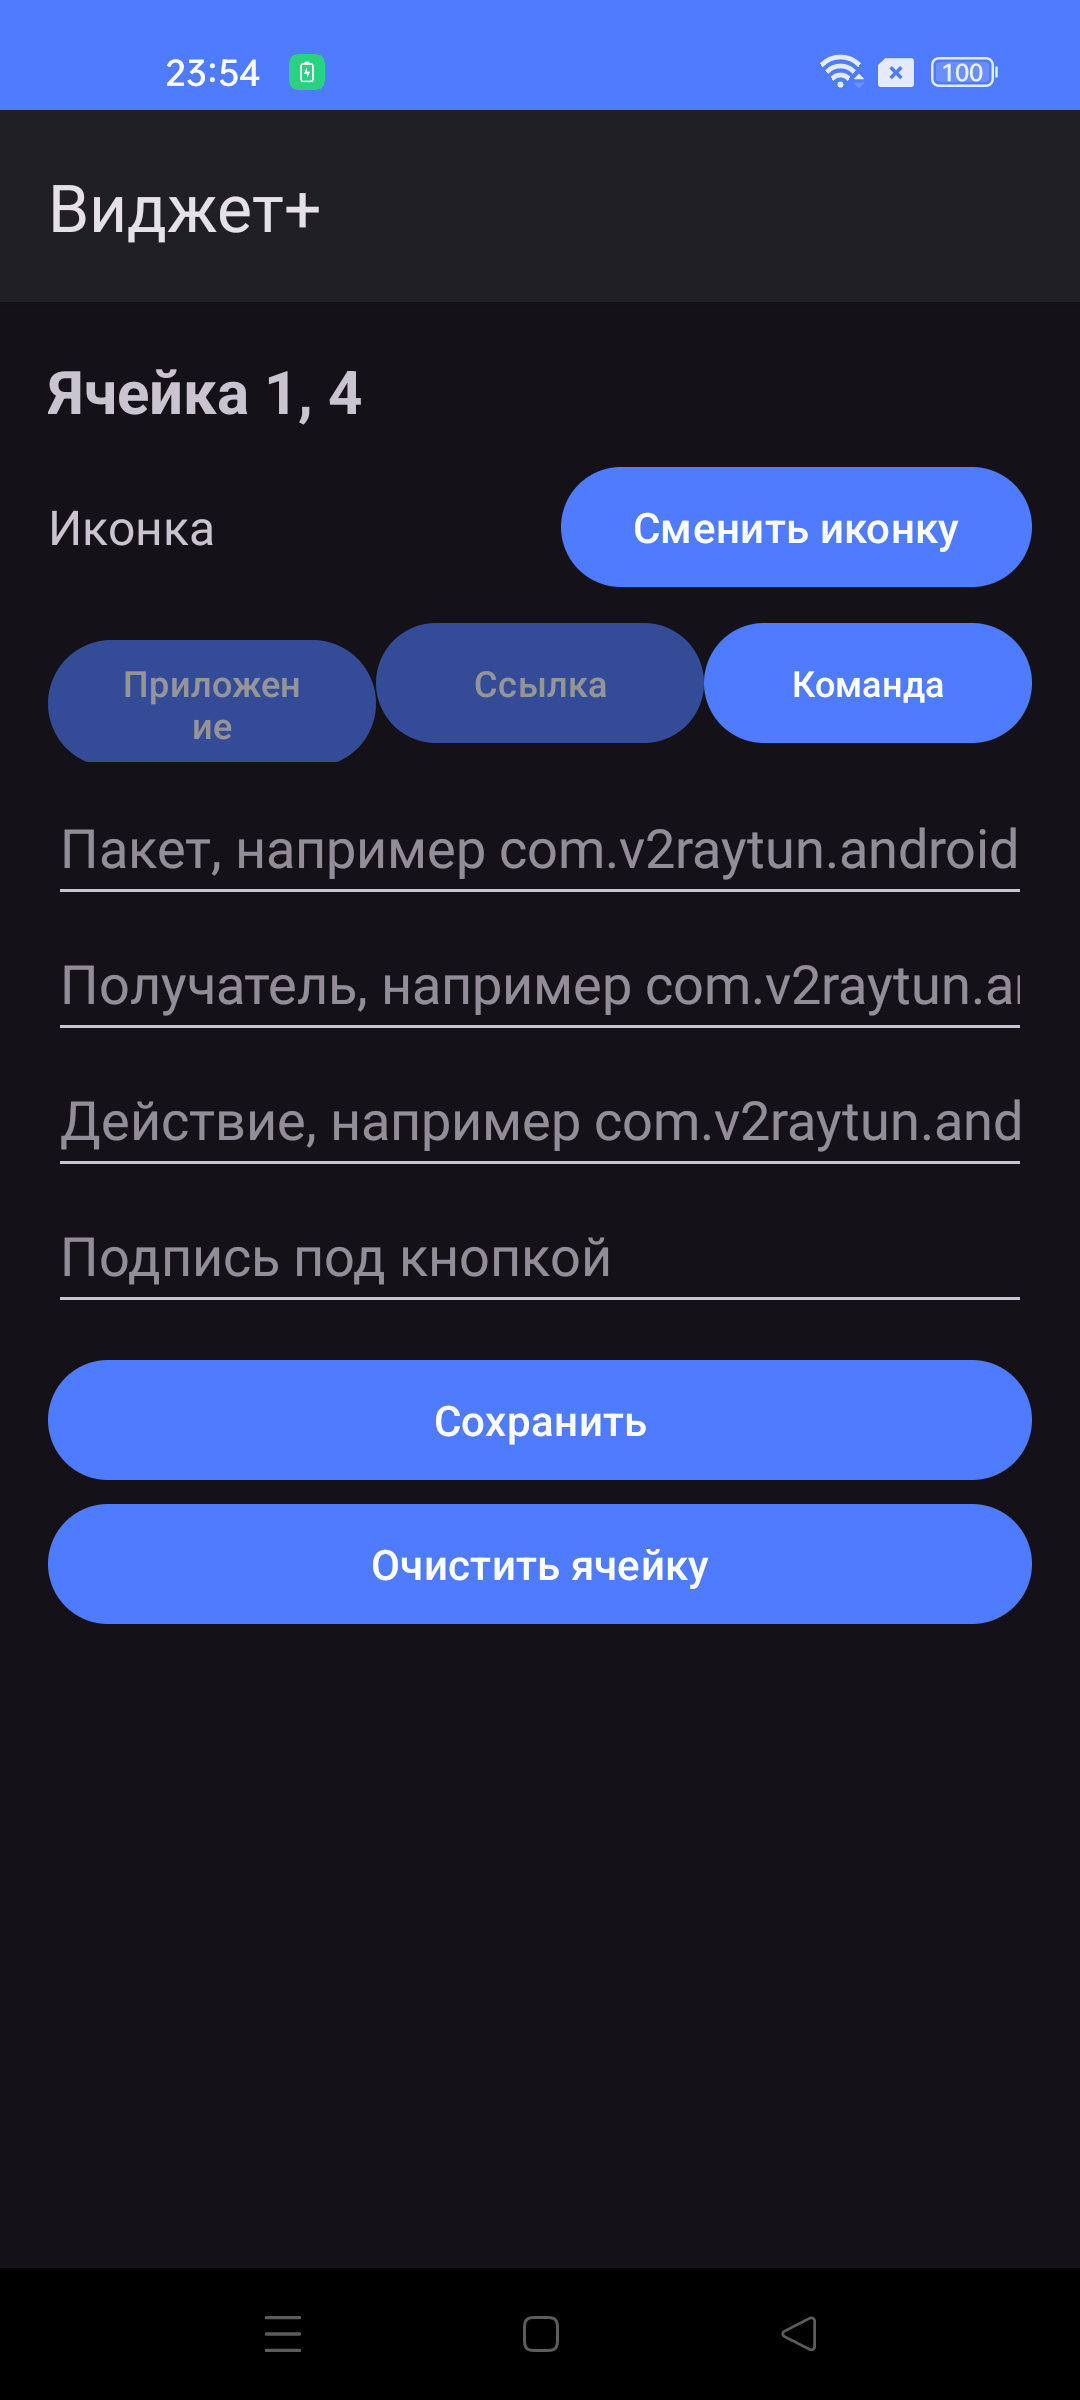 23:54
100
Виджет+
Ячейка 1, 4
Иконка
Сменить иконку
Приложен
ие
Ссылка
Команда
Пакет, например com.v2raytun.android
Получатель, например com.v2raytun.a
Действие, например com.v2raytun.and
Подпись под кнопкой
Сохранить
Очистить ячейку